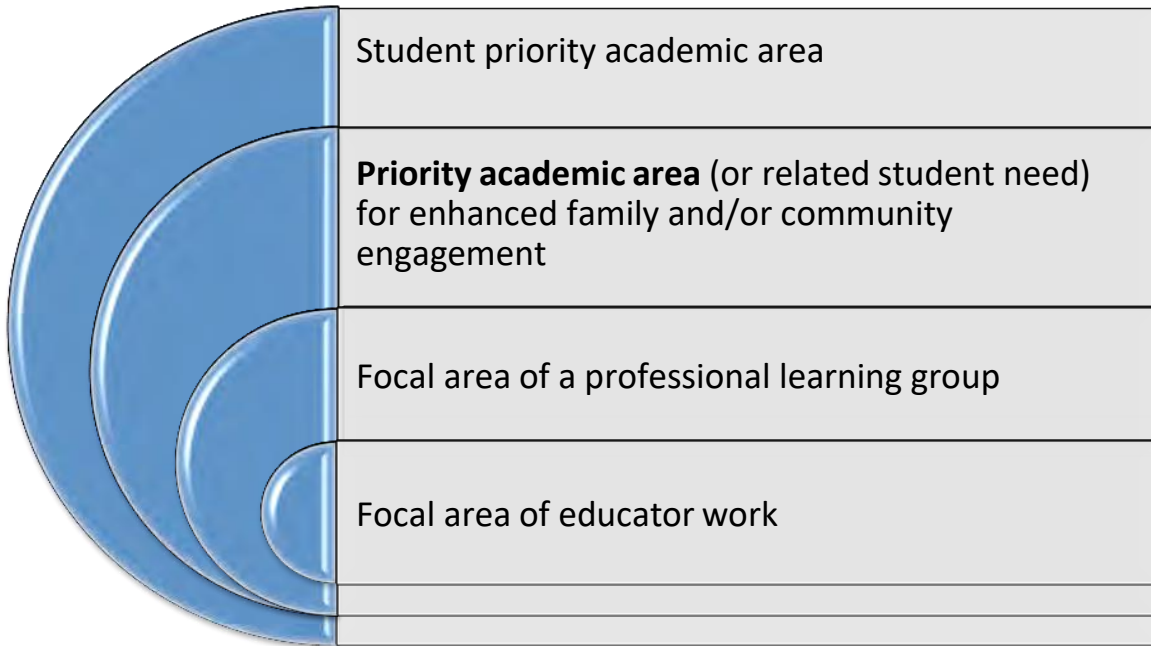 Student priority academic area
Priority academic area (or related student need)
for enhanced family and/or community
engagement
Focal area of a professional learning group
Focal area of educator work